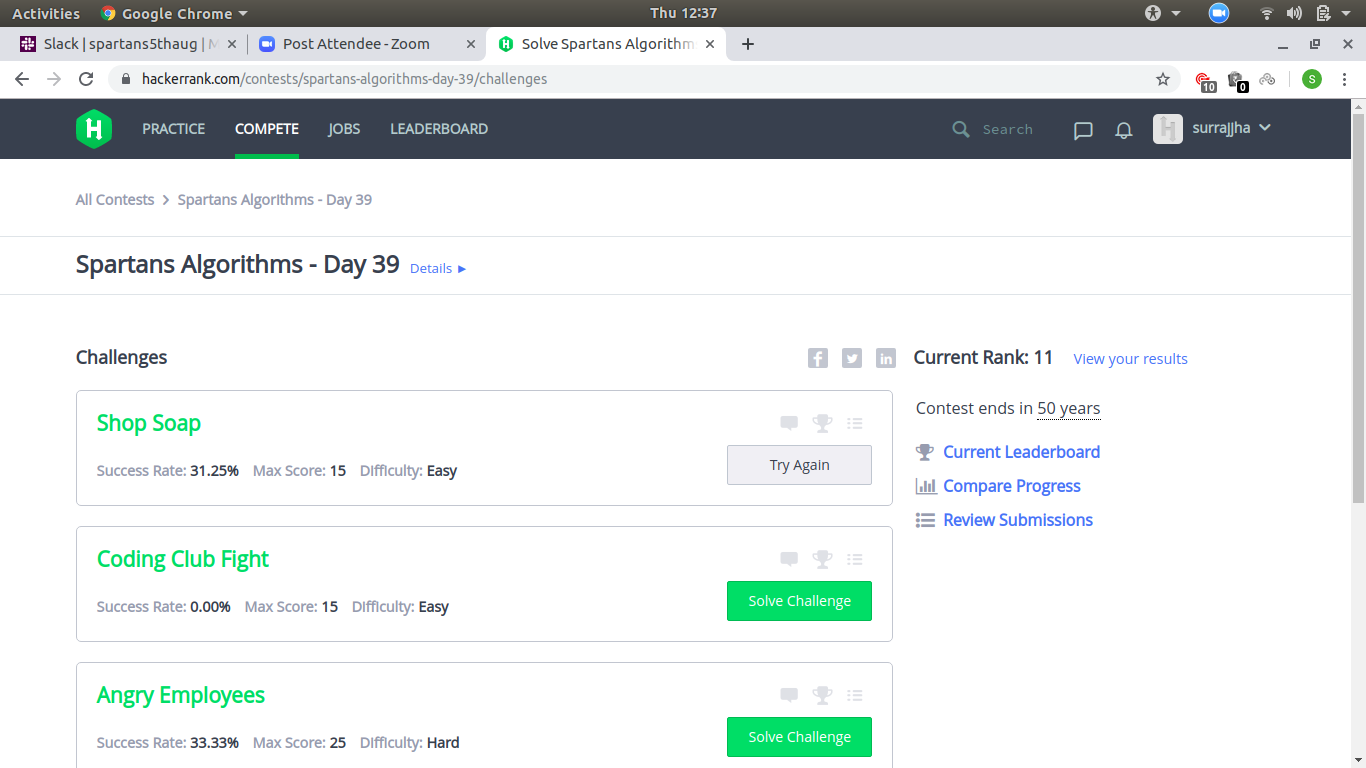 Activities Google Chrome Thu 12:37
Slack | spartans5thaug | Post Attendee - Zoom Solve Spartans Algorithm
hackerrank.com/contests/spartans-algorithms-day-39/challenges 10 0 S
H PRACTICE COMPETE JOBS LEADERBOARD Search surrajjha
All Contests Spartans Algorithms - Day 39
Spartans Algorithms - Day 39 Details
Challenges
Current Rank: 11 View your results
Shop Soap
Success Rate: 31.25% Max Score: 15 Difficulty: Easy
Try Again
Contest ends in 50 years
Current Leaderboard
Compare Progress
Review Submissions
Coding Club Fight
Success Rate: 0.00% Max Score: 15 Difficulty: Easy
Solve Challenge
Angry Employees
Success Rate: 33.33% Max Score: 25 Difficulty: Hard
Solve Challenge